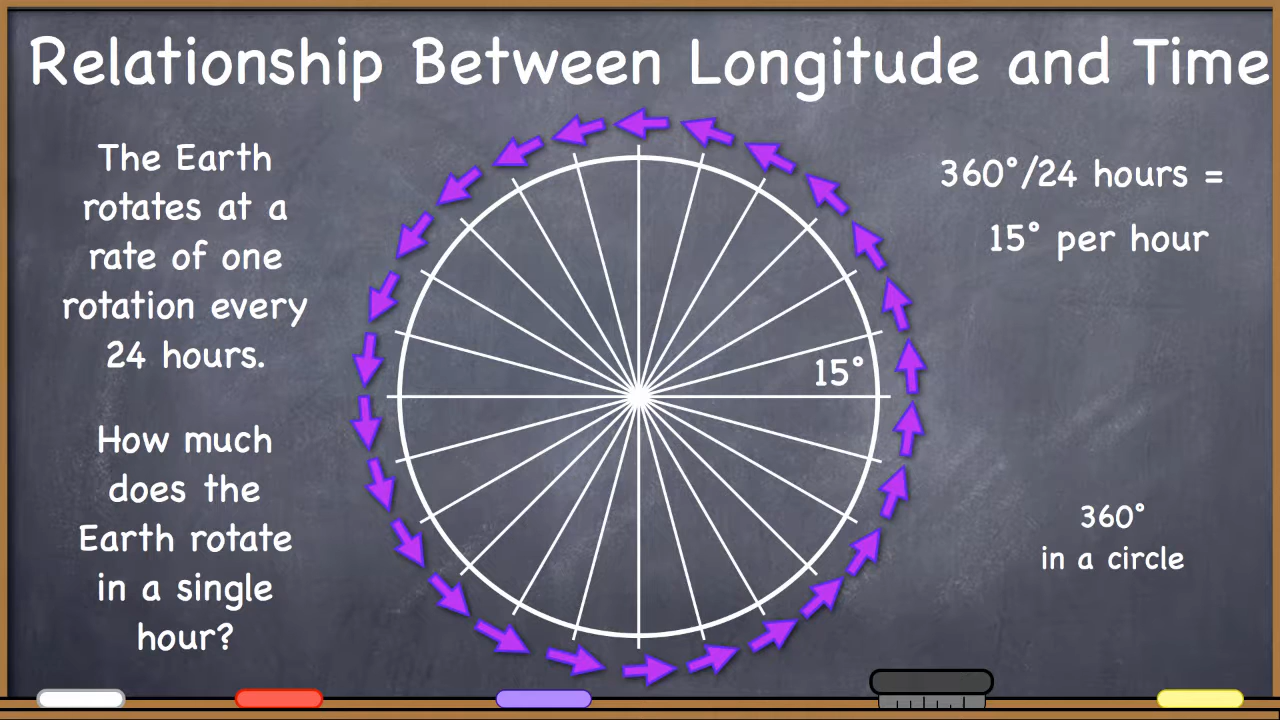 Relationship Between Longitude and Time
The Earth
rotates at a
rate of one
rotation every
24 hours.
How much
does the
Earth rotate
in a single
hour?
15°
360°/24 hours =
15° per hour
360°
in a circle